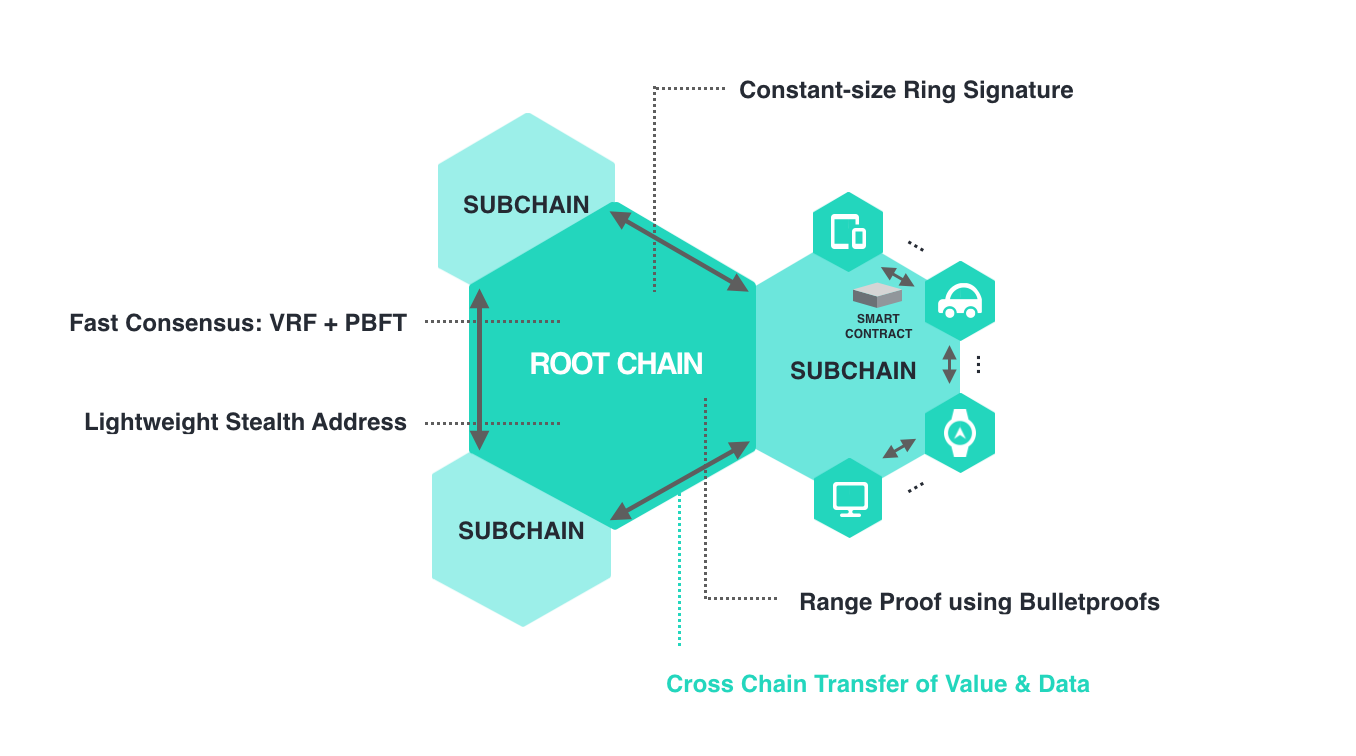 Constant-size Ring Signature
SUBCHAIN
Fast Consensus: VRF + PBFT
SMART
CONTRACT
ROOT CHAIN
SUBCHAIN
Lightweight Stealth Address
SUBCHAIN
Range Proof using Bulletproofs
Cross Chain Transfer of Value & Data